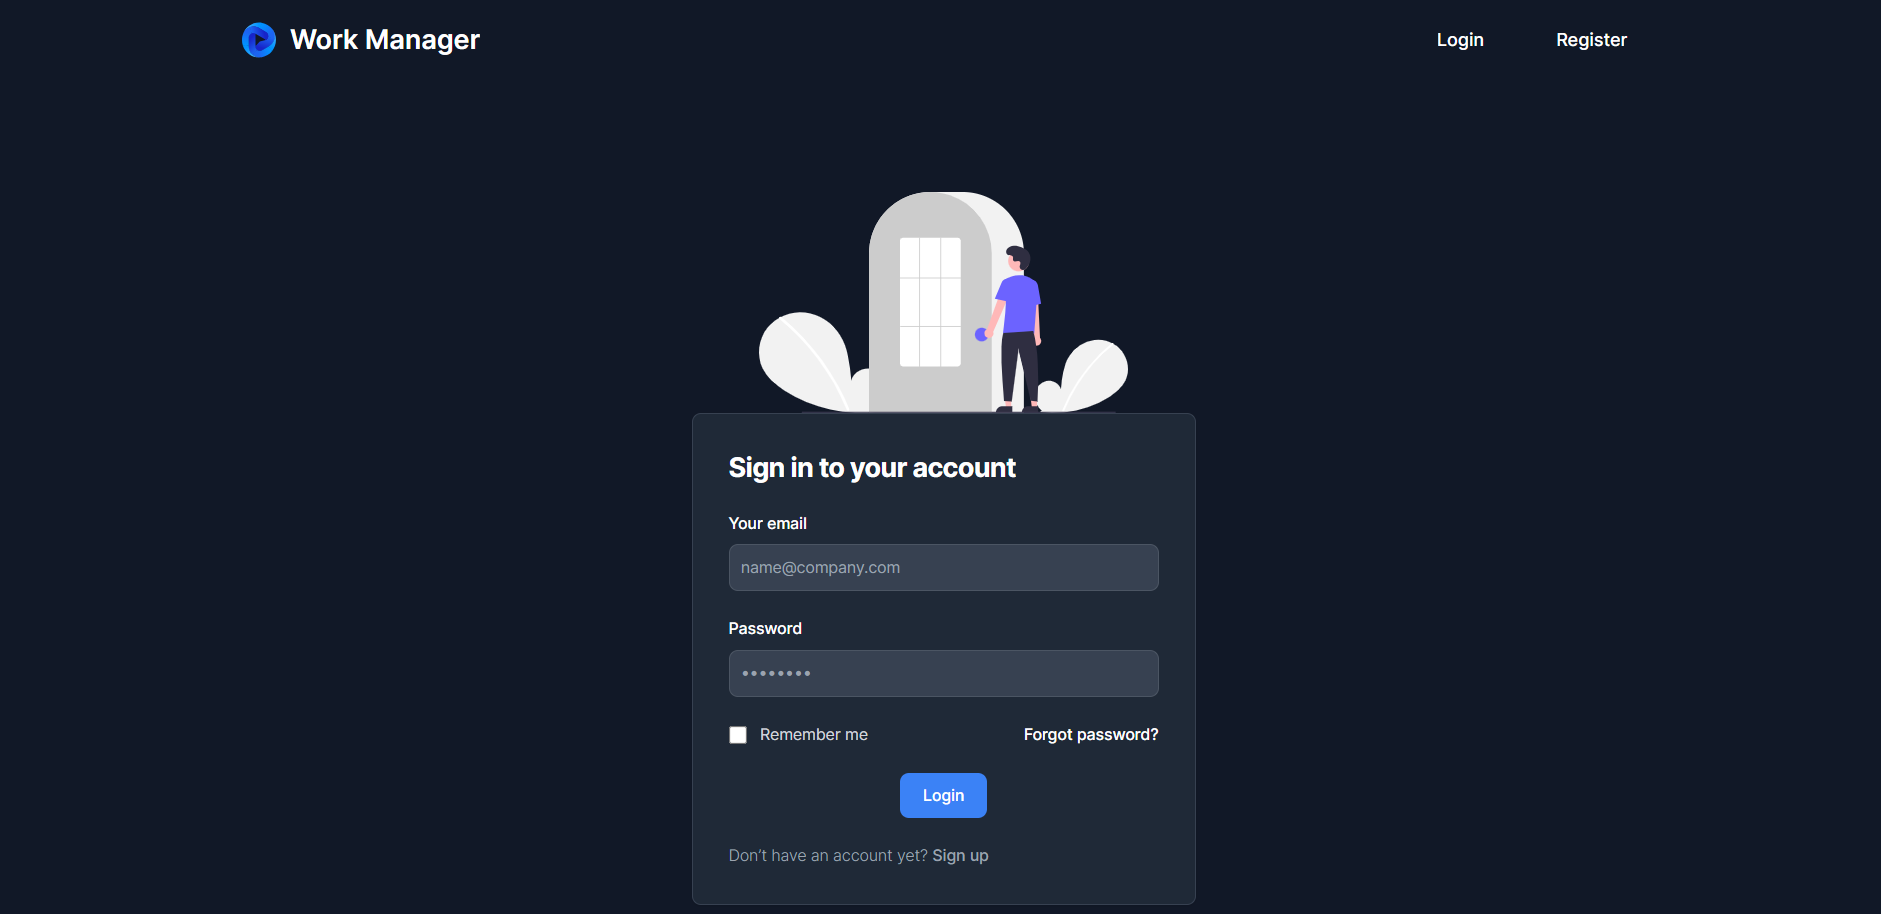 Work Manager
Login
Register
Sign in to your account
Your email
name@company.com
Password
••••••••
Remember me
Forgot password?
Login
Don’t have an account yet? Sign up